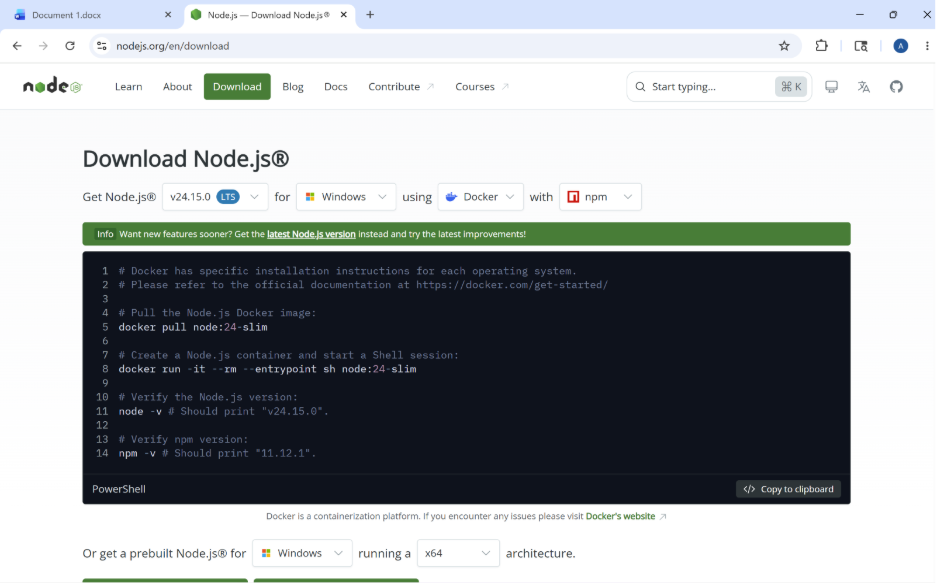 Document 1.docx
Node.js — Download Node.js®
nodejs.org/en/download
A
node
Learn About Download Blog Docs Contribute Courses
Start typing... ⌘ K
Download Node.js®
Get Node.js® v24.15.0 LTS for Windows using Docker with npm
Info Want new features sooner? Get the latest Node.js version instead and try the latest improvements!
1 # Docker has specific installation instructions for each operating system.
2 # Please refer to the official documentation at https://docker.com/get-started/
3
4 # Pull the Node.js Docker image:
5 docker pull node:24-slim
6
7 # Create a Node.js container and start a Shell session:
8 docker run -it --rm --entrypoint sh node:24-slim
9
10 # Verify the Node.js version:
11 node -v # Should print "v24.15.0".
12
13 # Verify npm version:
14 npm -v # Should print "11.12.1".
PowerShell
Copy to clipboard
Docker is a containerization platform. If you encounter any issues please visit Docker's website
Or get a prebuilt Node.js® for Windows running a x64 architecture.